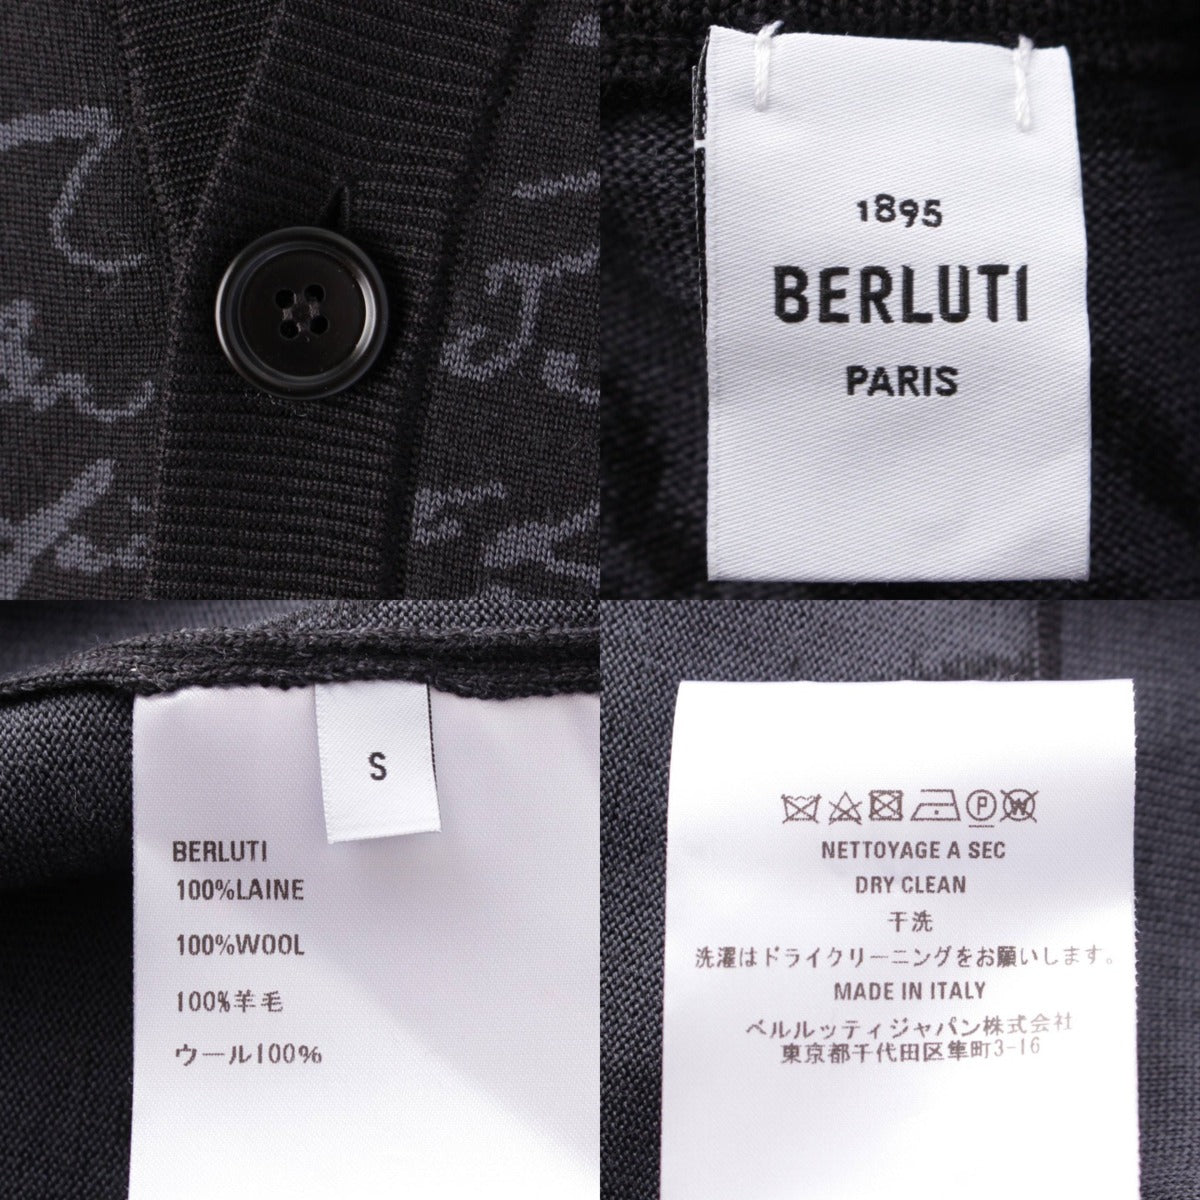 1895
BERLUTI
PARIS
S
BERLUTI
100%LAINE
100%WOOL
100%羊毛
ウール100%
NETTOYAGE A SEC
DRY CLEAN
干洗
洗濯はドライクリーニングをお願いします。
MADE IN ITALY
ベルルッティジャパン株式会社
東京都千代田区隼町3-16